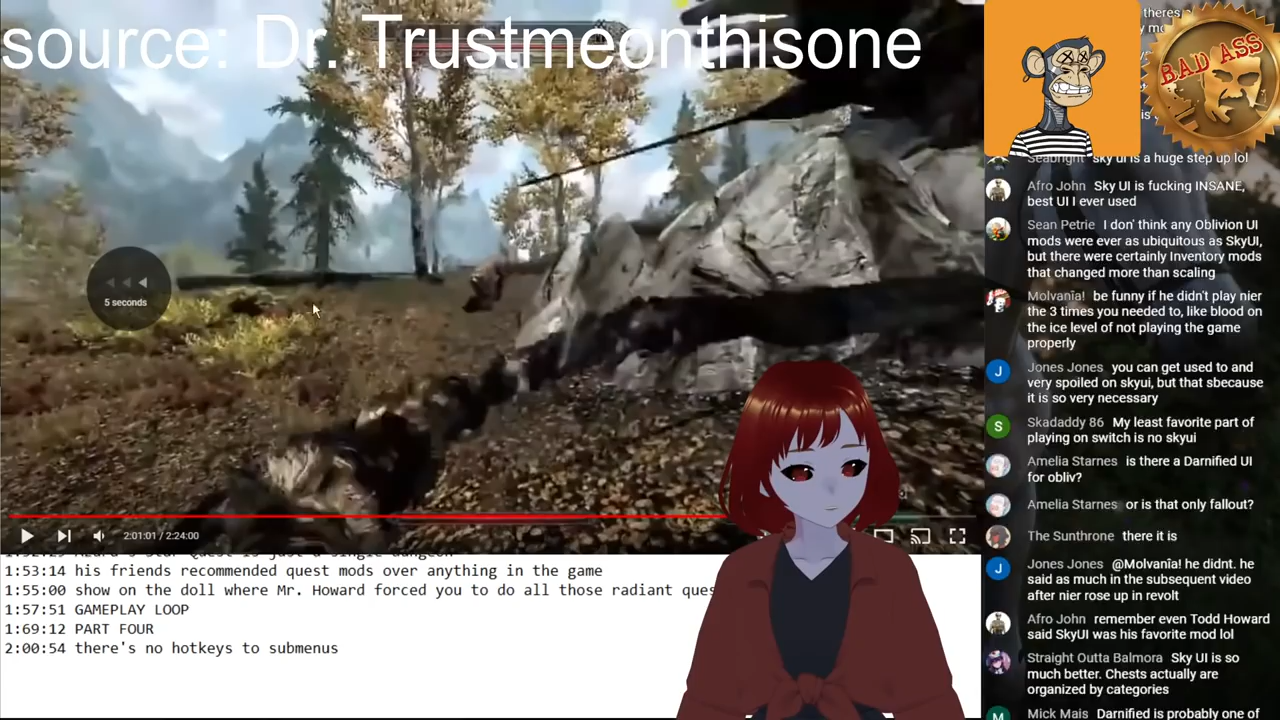 source: Dr. Trustmeonthisone
5 seconds
2:01:01 / 2:24:00
1:53:14 his friends recommended quest mods over anything in the game
1:55:00 show on the doll where Mr. Howard forced you to do all those radiant ques
1:57:51 GAMEPLAY LOOP
1:69:12 PART FOUR
2:00:54 there's no hotkeys to submenus
BAD ASS
Seabright sky ui is a huge step up lol
Afro John Sky UI is fucking INSANE,
best UI I ever used
Sean Petrie I don' think any Oblivion UI
mods were ever as ubiquitous as SkyUI,
but there were certainly Inventory mods
that changed more than scaling
Molvanïa! be funny if he didn't play nier
the 3 times you needed to, like blood on
the ice level of not playing the game
properly
Jones Jones you can get used to and
very spoiled on skyui, but that sbecause
it is so very necessary
Skadaddy 86 My least favorite part of
playing on switch is no skyui
Amelia Starnes is there a Darnified UI
for obliv?
Amelia Starnes or is that only fallout?
The Sunthrone there it is
Jones Jones @Molvanïa! he didnt. he
said as much in the subsequent video
after nier rose up in revolt
Afro John remember even Todd Howard
said SkyUI was his favorite mod lol
Straight Outta Balmora Sky UI is so
much better. Chests actually are
organized by categories
Mick Mais Darnified is probably one of